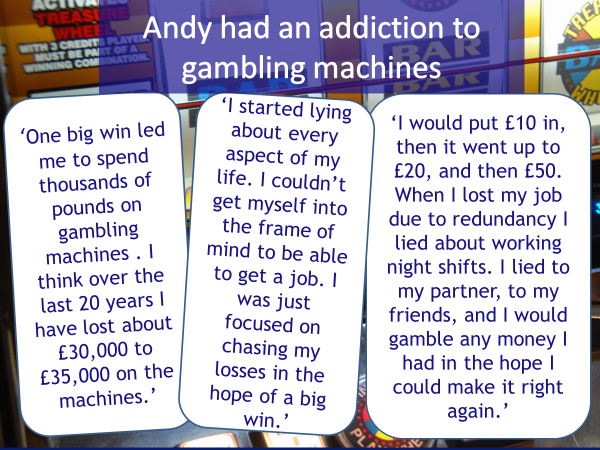 ACTIVA
TREASURE
WHEEL
WITH 3 CREDITS PLAYED
MUST BE PART OF A
WINNING COMBINATION.
BAR
BAR
Andy had an addiction to
gambling machines
‘One big win led
me to spend
thousands of
pounds on
gambling
machines . I
think over the
last 20 years I
have lost about
£30,000 to
£35,000 on the
machines.’
‘I started lying
about every
aspect of my
life. I couldn’t
get myself into
the frame of
mind to be able
to get a job. I
was just
focused on
chasing my
losses in the
hope of a big
win.’
‘I would put £10 in,
then it went up to
£20, and then £50.
When I lost my job
due to redundancy I
lied about working
night shifts. I lied to
my partner, to my
friends, and I would
gamble any money I
had in the hope I
could make it right
again.’